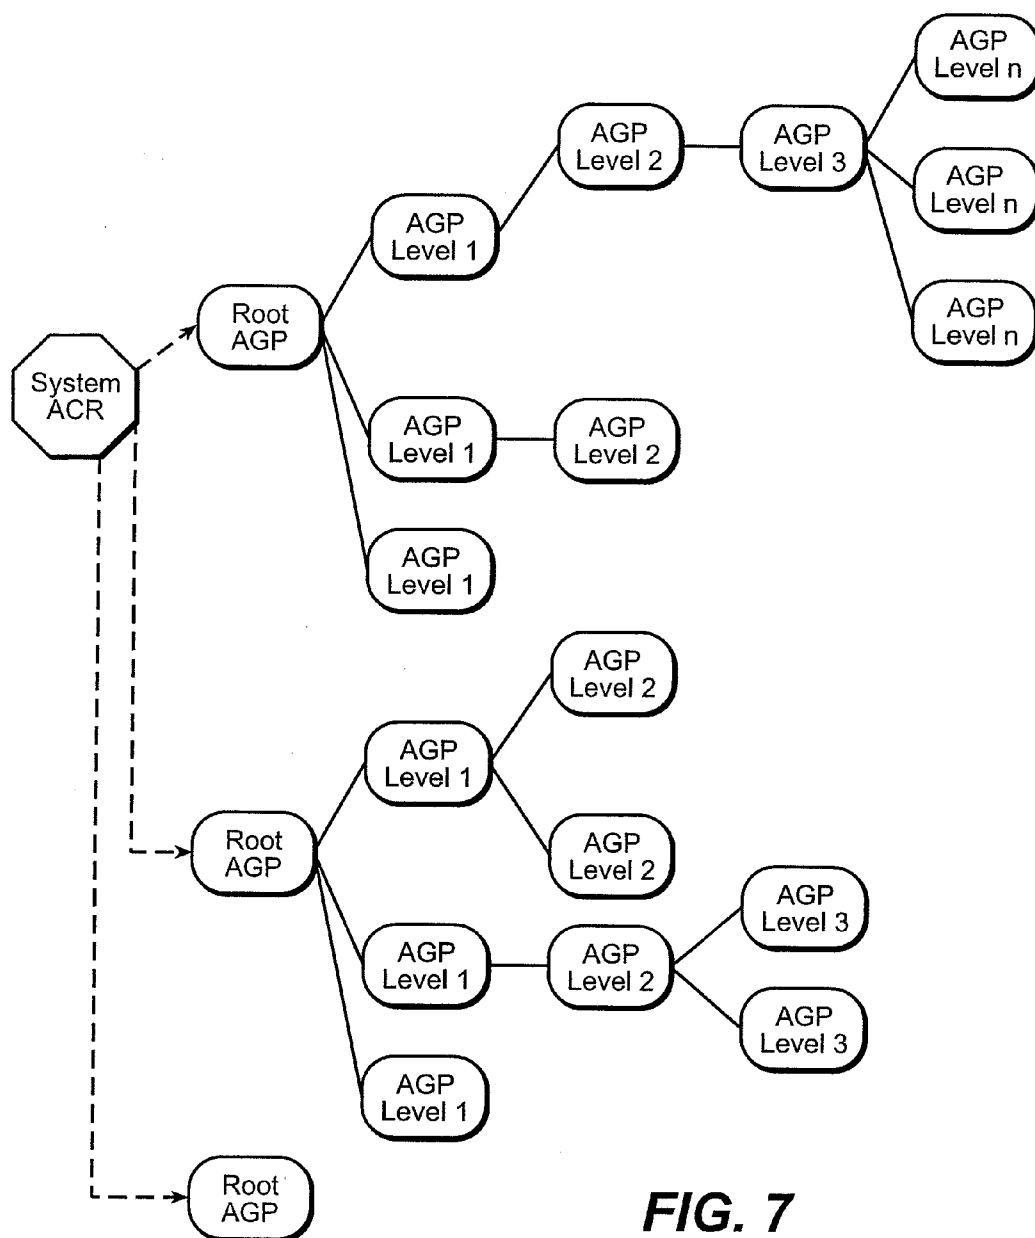 AGP
Level n
AGP
Level 2
AGP
Level 3
AGP
Level n
AGP
Level 1
AGP
Level n
Root
AGP
System
ACR
AGP
Level 1
AGP
Level 2
AGP
Level 1
AGP
Level 2
AGP
Level 1
AGP
Level 2
Root
AGP
AGP
Level 3
AGP
Level 1
AGP
Level 2
AGP
Level 3
AGP
Level 1
Root
AGP
FIG. 7